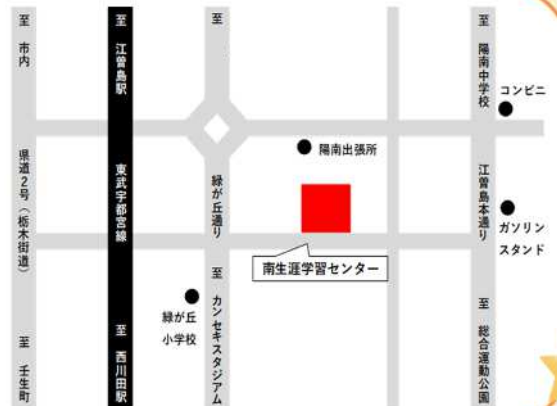 至 市内
県道2号(栃木街道)
至 壬生町
至 江曽島駅
東武宇都宮線
至 西川田駅
至
緑が丘通り
至 カンセキスタジアム
緑が丘
小学校
陽南出張所
南生涯学習センター
至 陽南中学校
江曽島本通り
至 総合運動公園
コンビニ
ガソリン
スタンド